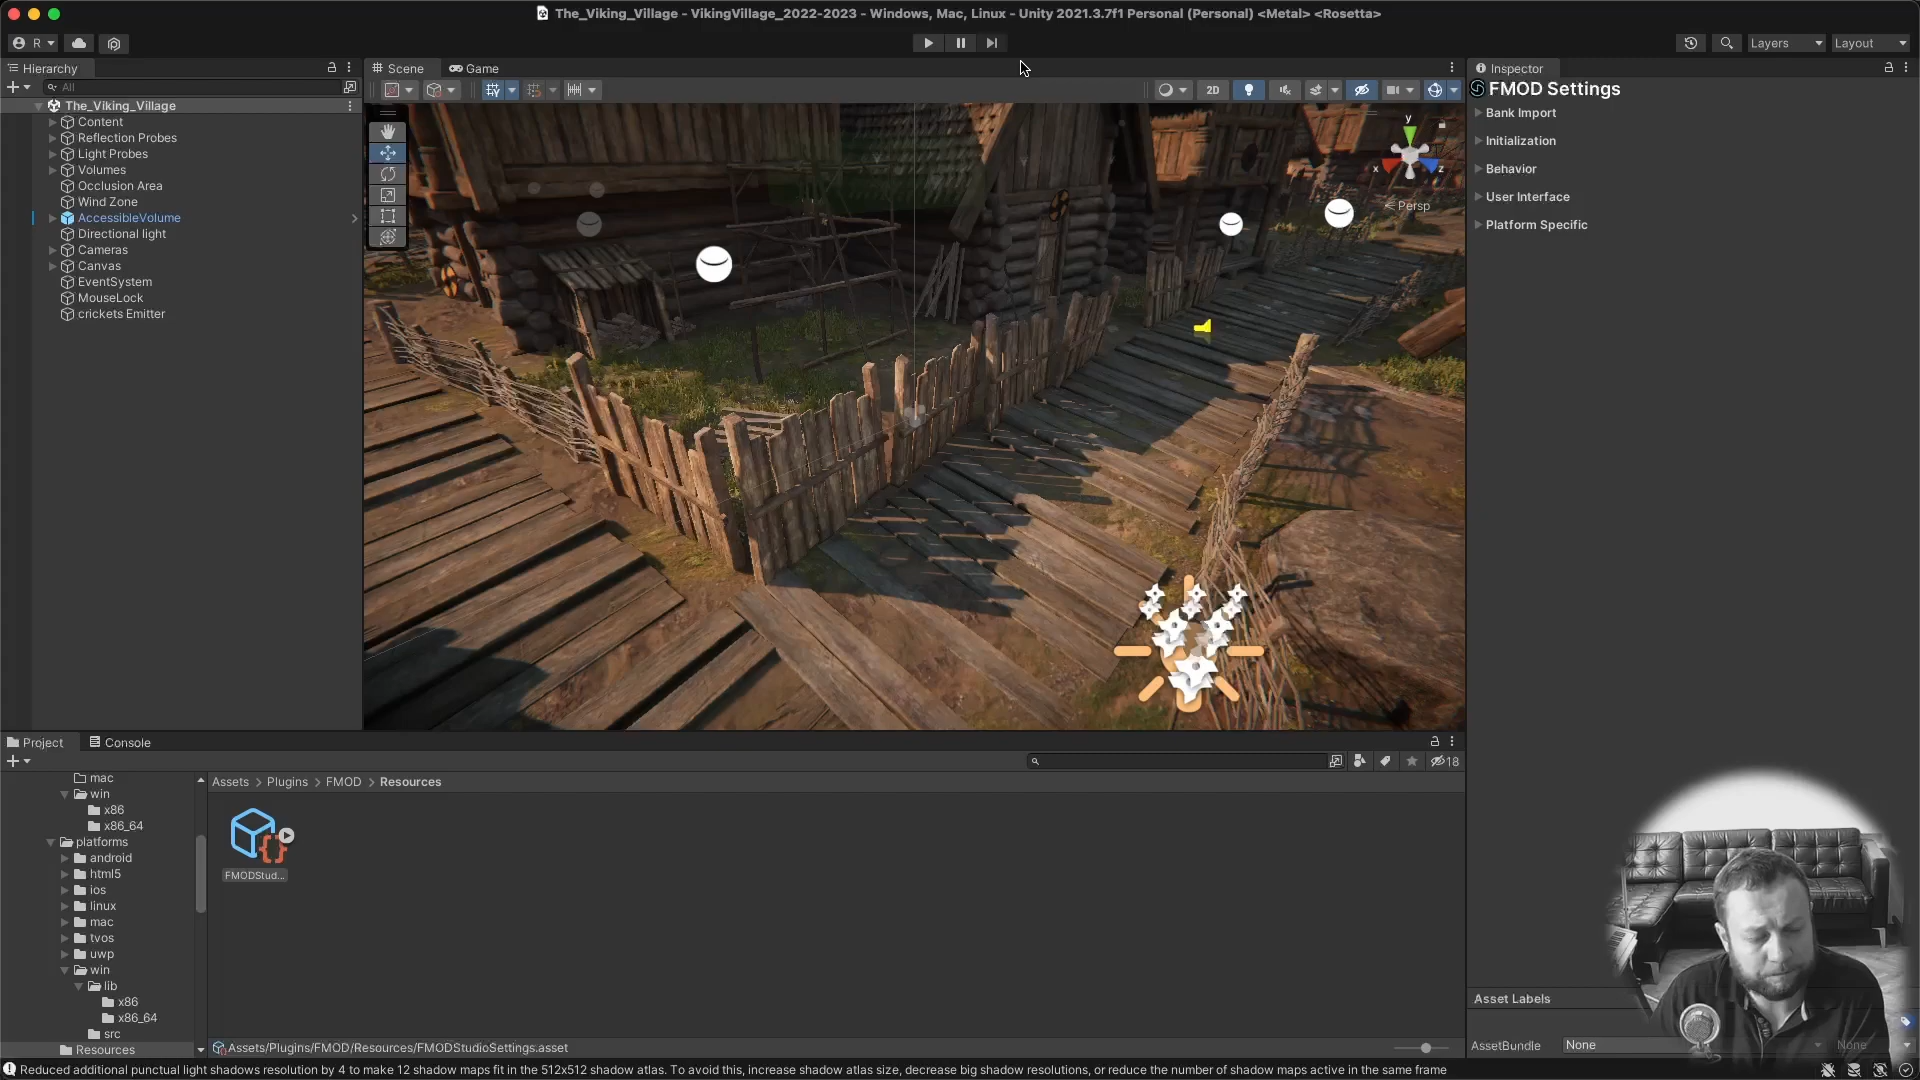 The_Viking_Village - VikingVillage_2022-2023 - Windows, Mac, Linux - Unity 2021.3.7f1 Personal (Personal) <Metal> <Rosetta>
R
Layers
Layout
Hierarchy
Scene
Game
Inspector
All
2D
FMOD Settings
The_Viking_Village
Content
Reflection Probes
Light Probes
Volumes
Occlusion Area
Wind Zone
AccessibleVolume
Directional light
Cameras
Canvas
EventSystem
MouseLock
crickets Emitter
y
x
z
Persp
Bank Import
Initialization
Behavior
User Interface
Platform Specific
Project
Console
18
Assets > Plugins > FMOD > Resources
mac
win
x86
x86_64
platforms
android
html5
ios
linux
mac
tvos
uwp
win
lib
x86
x86_64
src
Resources
FMODStud...
Assets/Plugins/FMOD/Resources/FMODStudioSettings.asset
Asset Labels
AssetBundle
None
None
Reduced additional punctual light shadows resolution by 4 to make 12 shadow maps fit in the 512x512 shadow atlas. To avoid this, increase shadow atlas size, decrease big shadow resolutions, or reduce the number of shadow maps active in the same frame